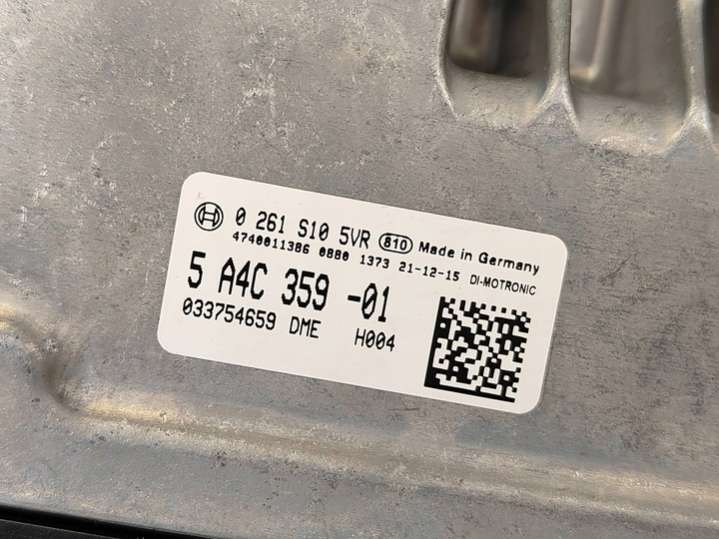 0 261 S10 5VR 810 Made in Germany
4740011386 0880 1373 21-12-15 DI-MOTRONIC
5 A4C 359 -01
033754659 DME H004